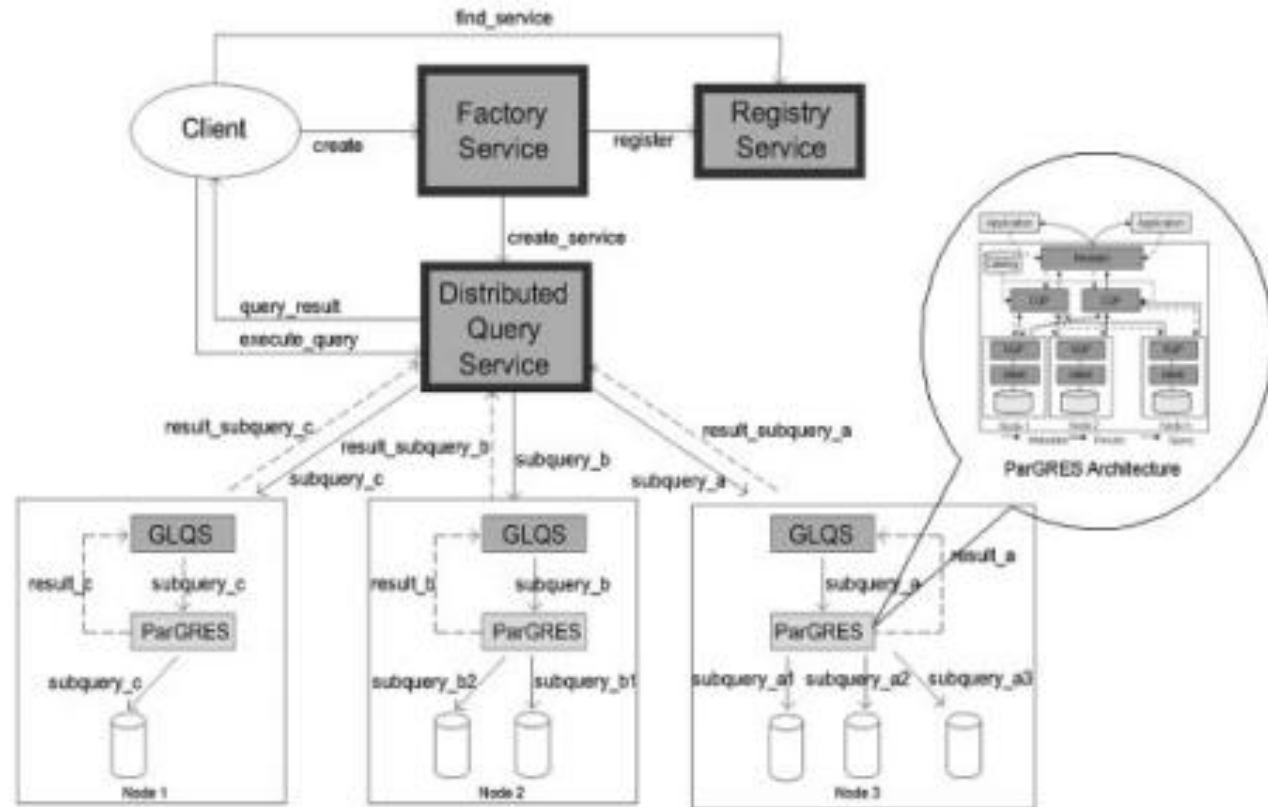 find_service
Client
create
Factory
Service
register
Registry
Service
create_service
Distributed
Query
Service
query_result
execute_query
Application
Application
ParGRES Architecture
result_subquery_c
result_subquery_b
result_subquery_a
subquery_c
subquery_b
subquery_a
GLQS
result_c
subquery_c
ParGRES
subquery_c
Node 1
GLQS
result_b
subquery_b
ParGRES
subquery_b2
subquery_b1
Node 2
GLQS
result_a
subquery_a
ParGRES
subquery_a1
subquery_a2
subquery_a3
Node 3